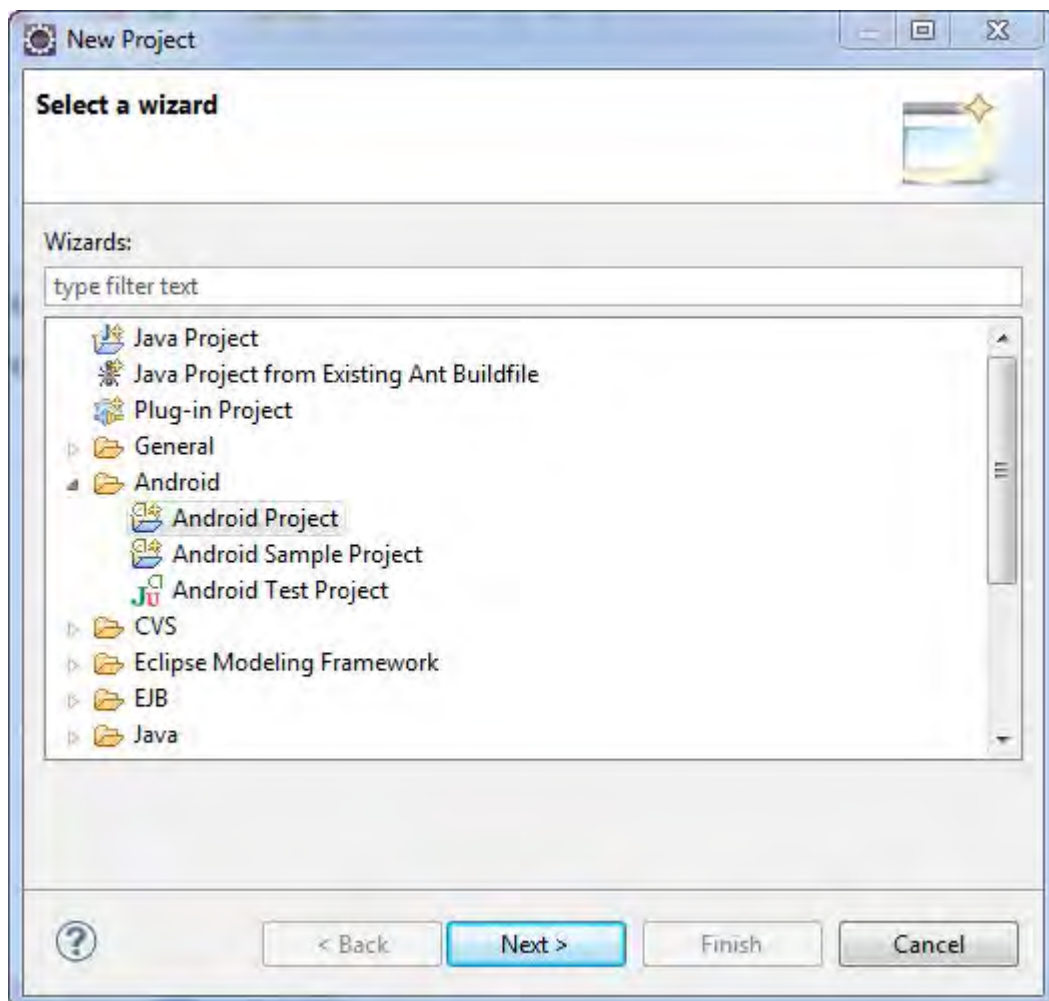 New Project
Select a wizard
Wizards:
type filter text
Java Project
Java Project from Existing Ant Buildfile
Plug-in Project
General
Android
Android Project
Android Sample Project
Android Test Project
CVS
Eclipse Modeling Framework
EJB
Java
< Back Next > Finish Cancel